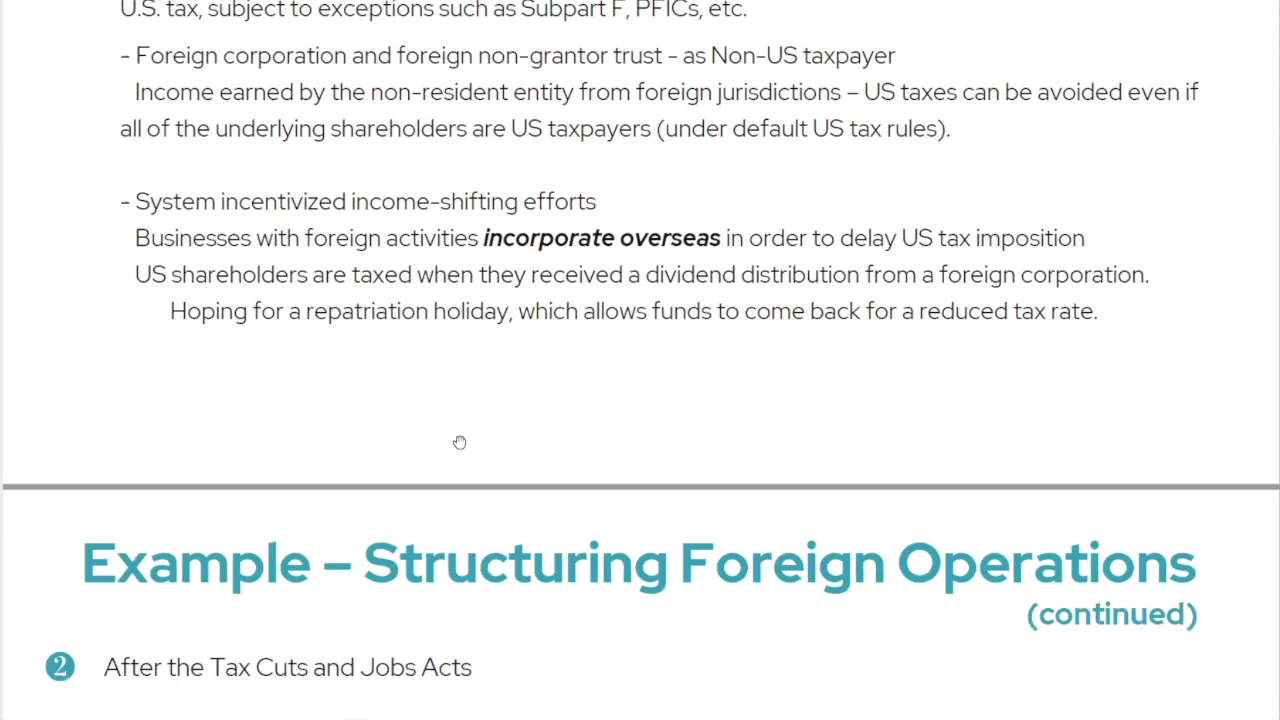 U.S. tax, subject to exceptions such as Subpart F, PFICs, etc.
- Foreign corporation and foreign non-grantor trust - as Non-US taxpayer
Income earned by the non-resident entity from foreign jurisdictions – US taxes can be avoided even if
all of the underlying shareholders are US taxpayers (under default US tax rules).
- System incentivized income-shifting efforts
Businesses with foreign activities incorporate overseas in order to delay US tax imposition
US shareholders are taxed when they received a dividend distribution from a foreign corporation.
Hoping for a repatriation holiday, which allows funds to come back for a reduced tax rate.
Example – Structuring Foreign Operations
(continued)
2 After the Tax Cuts and Jobs Acts